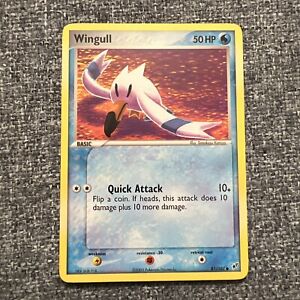 Wingull
50 HP
BASIC
Quick Attack 10+
Flip a coin. If heads, this attack does 10
damage plus 10 more damage.
weakness resistance -30 retreat cost